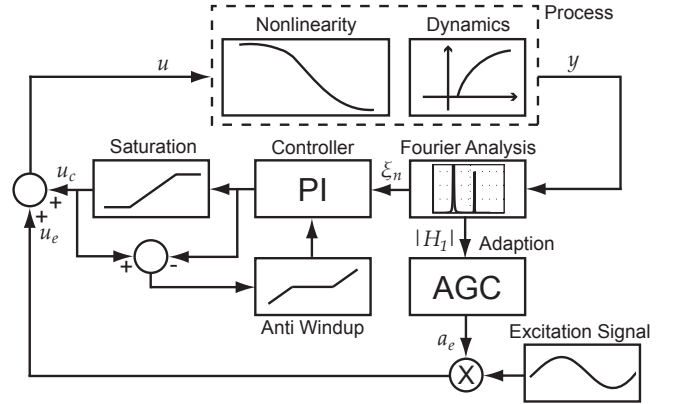 Process
Nonlinearity
Dynamics
u
y
Saturation
Controller
Fourier Analysis
u_c
PI
ξ_n
+
+
u_e
|H_1|
Adaption
+
-
AGC
Anti Windup
a_e
Excitation Signal
X